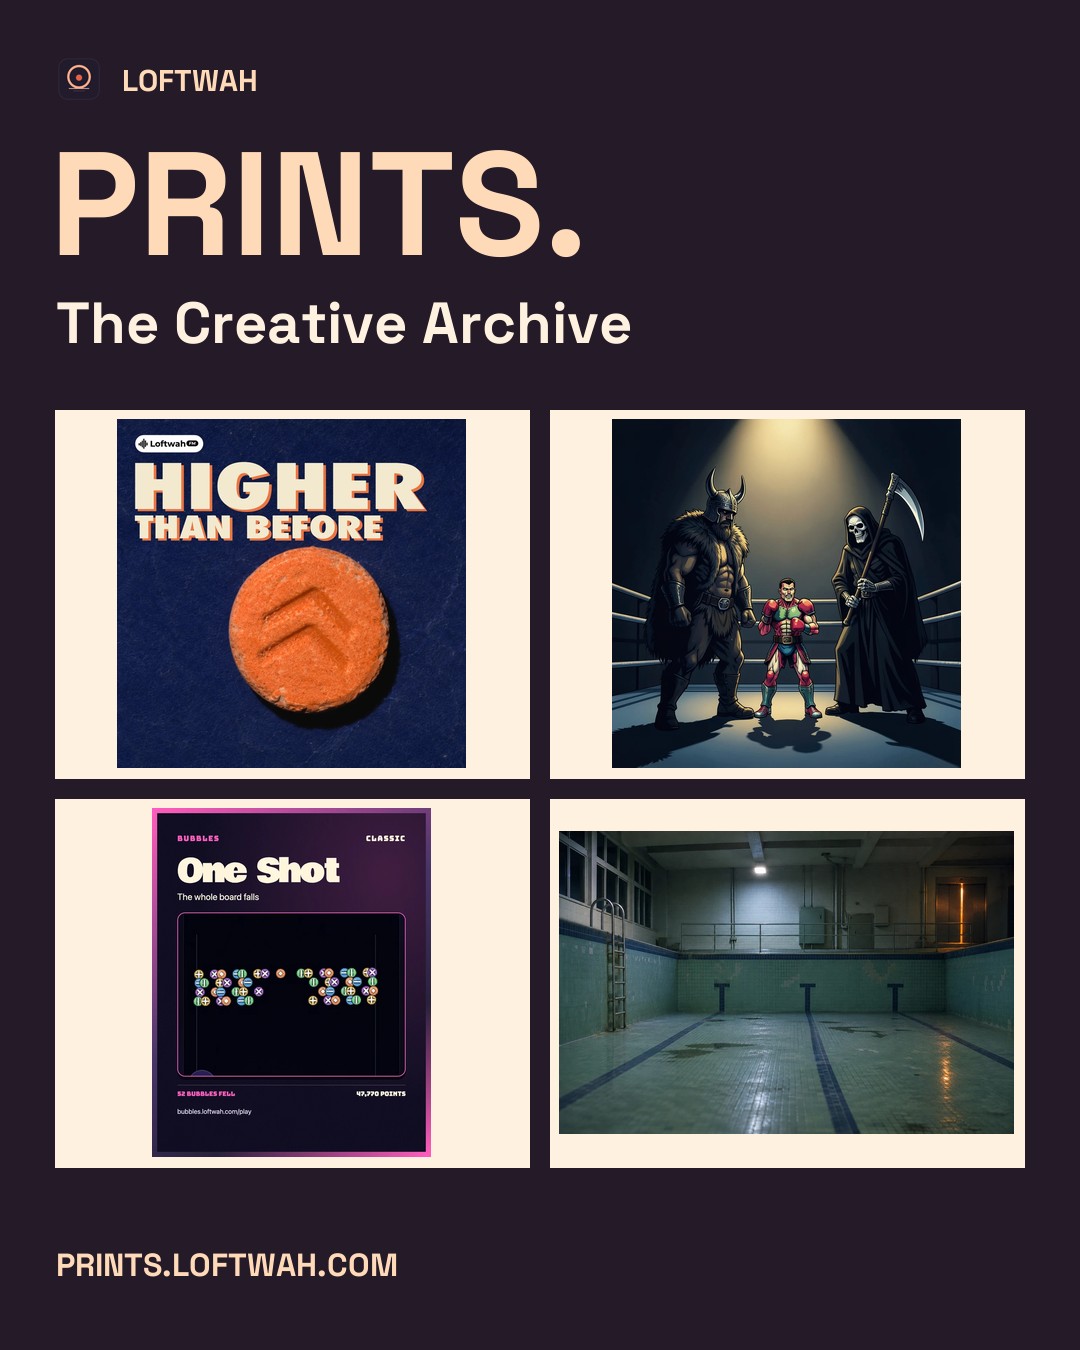 LOFTWAH
PRINTS.
The Creative Archive
Loftwah FM
HIGHER
THAN BEFORE
BUBBLES
CLASSIC
One Shot
The whole board falls
52 BUBBLES FELL
47,770 POINTS
bubbles.loftwah.com/play
PRINTS.LOFTWAH.COM